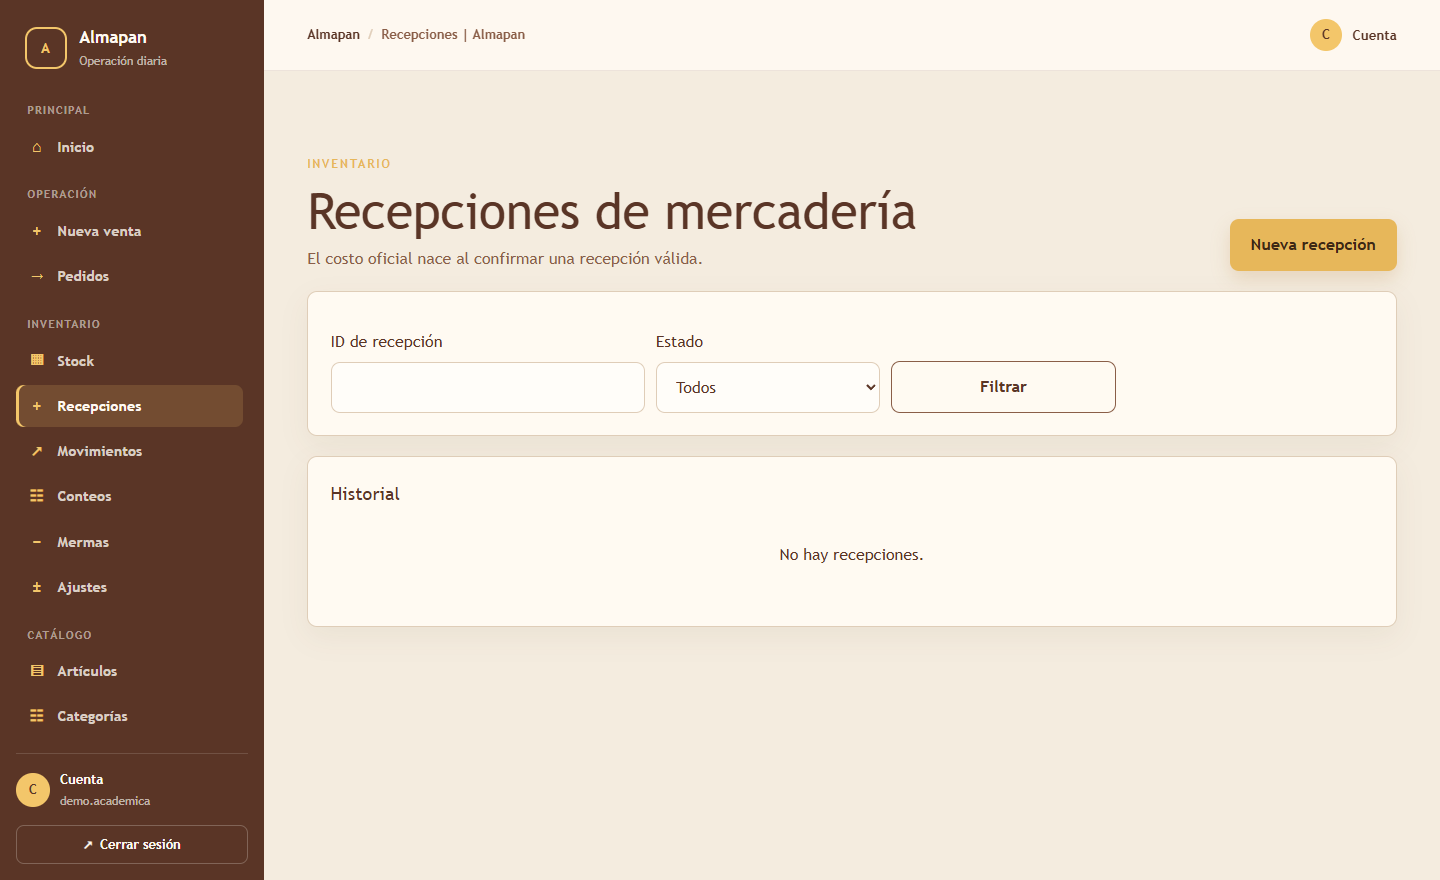 A
Almapan
Operación diaria
PRINCIPAL
⌂ Inicio
OPERACIÓN
+ Nueva venta
→ Pedidos
INVENTARIO
▦ Stock
+ Recepciones
↗ Movimientos
☷ Conteos
− Mermas
± Ajustes
CATÁLOGO
▤ Artículos
☷ Categorías
C
Cuenta
demo.academica
↗ Cerrar sesión
Almapan / Recepciones | Almapan
C Cuenta
INVENTARIO
Recepciones de mercadería
El costo oficial nace al confirmar una recepción válida.
Nueva recepción
ID de recepción
Estado
Todos
Filtrar
Historial
No hay recepciones.